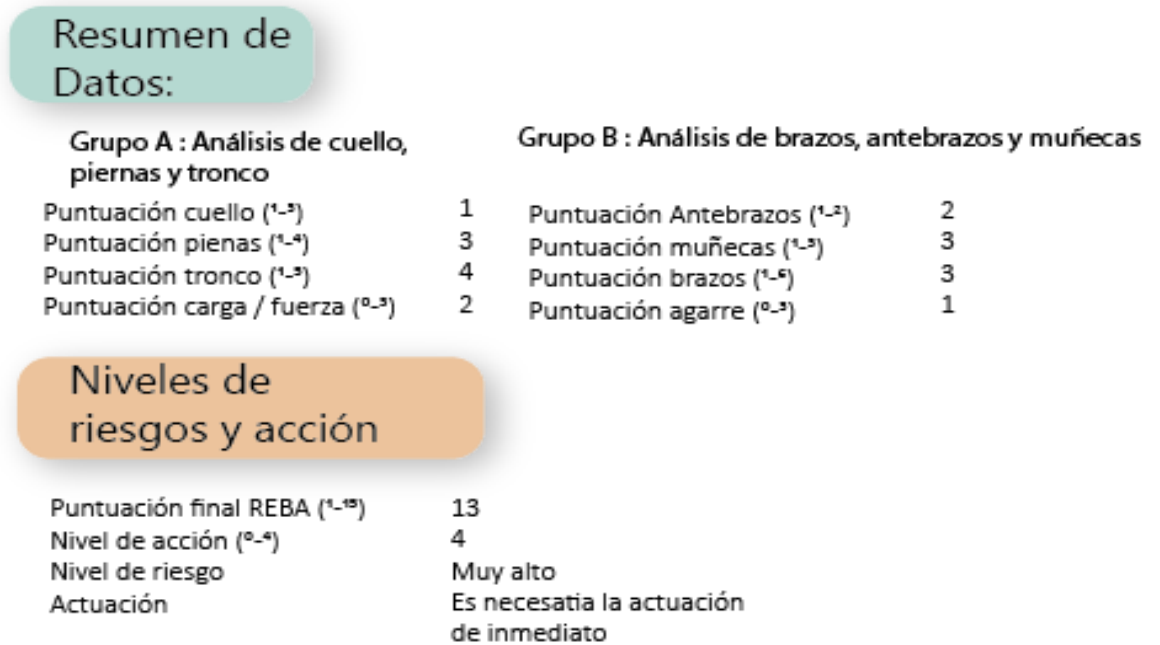 Resumen de
Datos:
Grupo A : Análisis de cuello,
piernas y tronco
Puntuación cuello (¹-³) 1
Puntuación pienas (¹-⁴) 3
Puntuación tronco (¹-³) 4
Puntuación carga / fuerza (⁰-³) 2
Grupo B : Análisis de brazos, antebrazos y muñecas
Puntuación Antebrazos (¹-²) 2
Puntuación muñecas (¹-³) 3
Puntuación brazos (¹-⁶) 3
Puntuación agarre (⁰-³) 1
Niveles de
riesgos y acción
Puntuación final REBA (¹-¹⁵) 13
Nivel de acción (⁰-⁴) 4
Nivel de riesgo Muy alto
Actuación Es necesatia la actuación
de inmediato